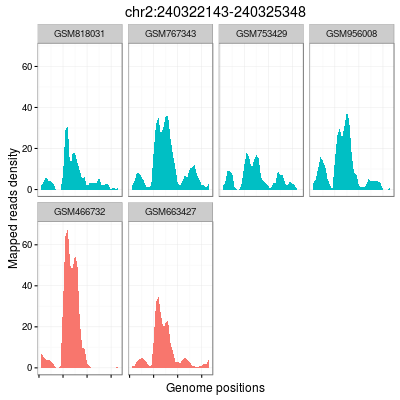 chr2:240322143-240325348
GSM818031 GSM767343 GSM753429 GSM956008
60
40
20
0
GSM466732 GSM663427
60
40
20
0
Mapped reads density
Genome positions